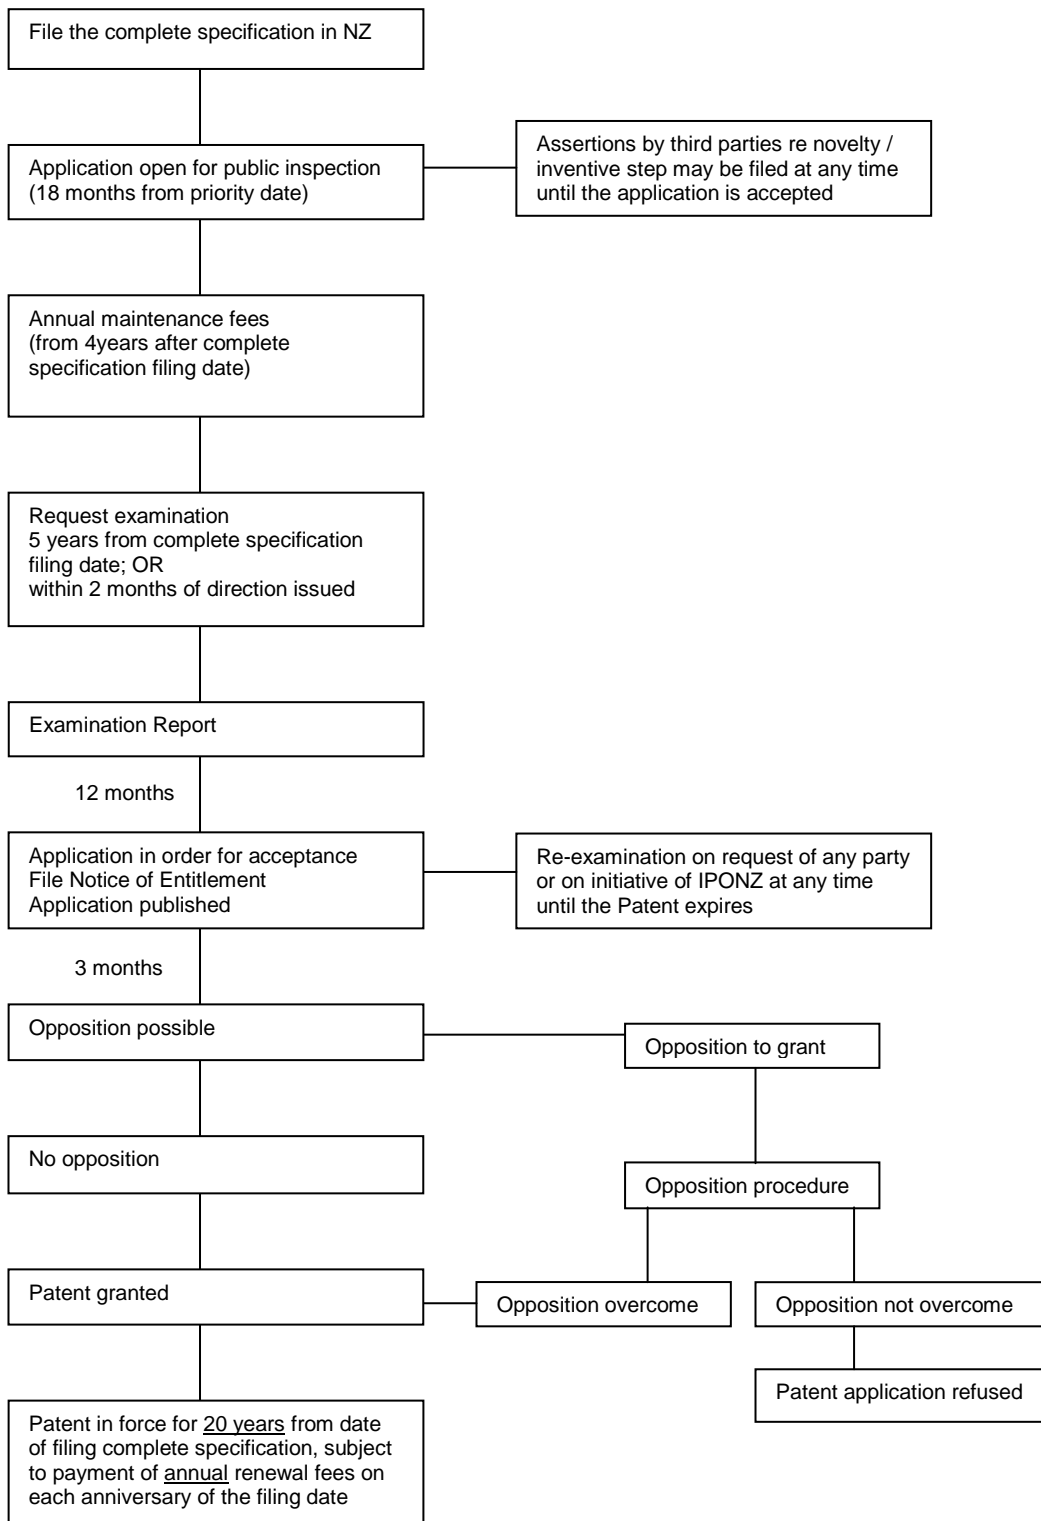 File the complete specification in NZ
Application open for public inspection
(18 months from priority date)
Assertions by third parties re novelty /
inventive step may be filed at any time
until the application is accepted
Annual maintenance fees
(from 4years after complete
specification filing date)
Request examination
5 years from complete specification
filing date; OR
within 2 months of direction issued
Examination Report
12 months
Application in order for acceptance
File Notice of Entitlement
Application published
Re-examination on request of any party
or on initiative of IPONZ at any time
until the Patent expires
3 months
Opposition possible
Opposition to grant
No opposition
Opposition procedure
Patent granted
Opposition overcome
Opposition not overcome
Patent application refused
Patent in force for 20 years from date
of filing complete specification, subject
to payment of annual renewal fees on
each anniversary of the filing date